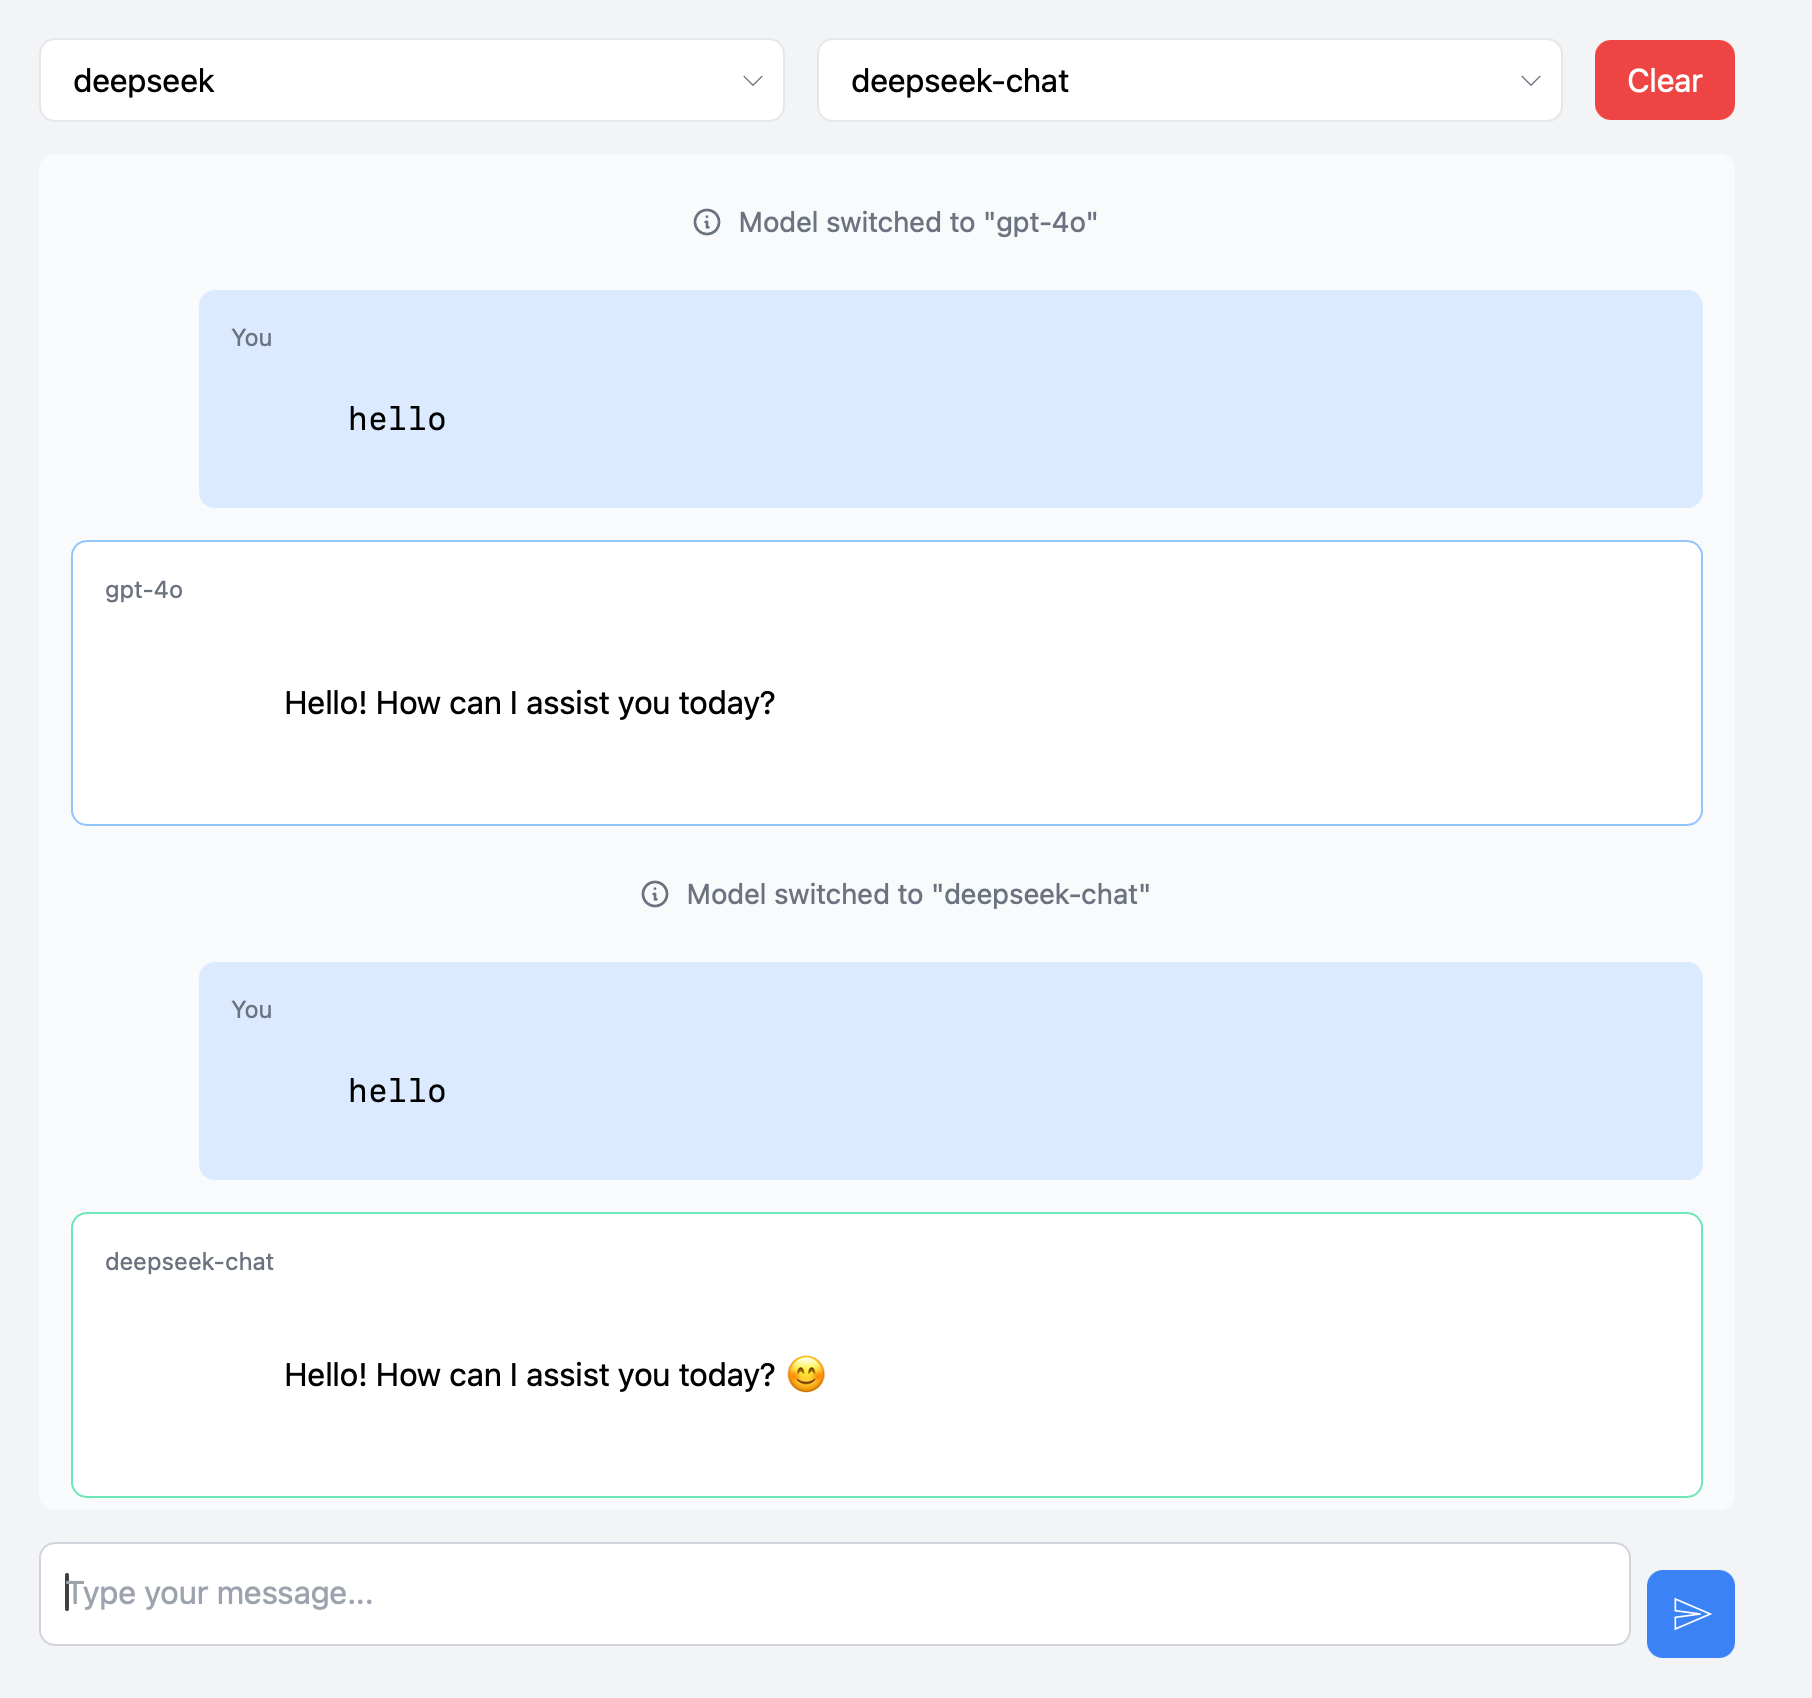 deepseek
deepseek-chat
Clear
Model switched to "gpt-4o"
You
hello
gpt-4o
Hello! How can I assist you today?
Model switched to "deepseek-chat"
You
hello
deepseek-chat
Hello! How can I assist you today? 😊
Type your message...